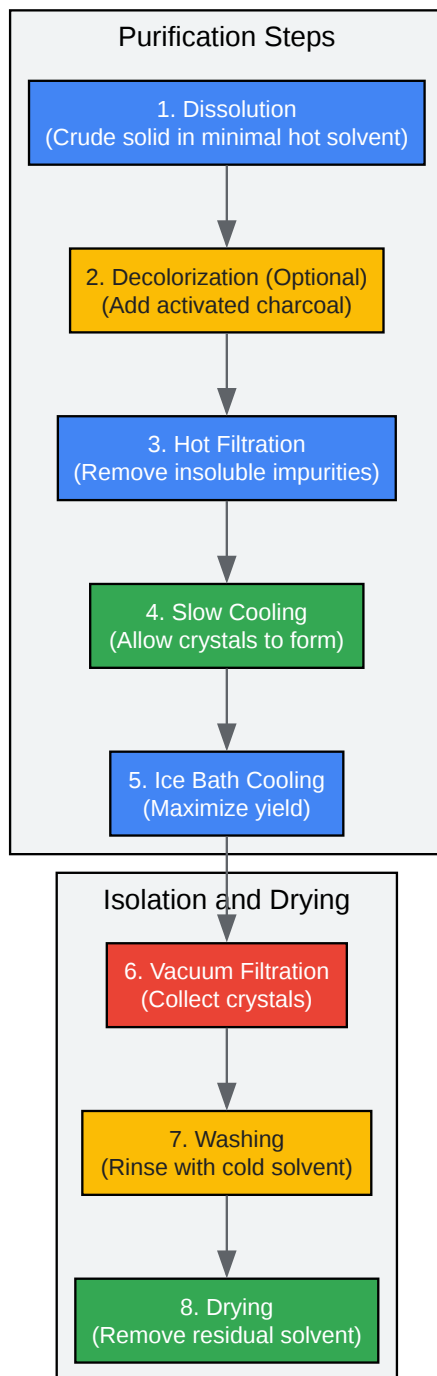 Purification Steps
1. Dissolution
(Crude solid in minimal hot solvent)
2. Decolorization (Optional)
(Add activated charcoal)
3. Hot Filtration
(Remove insoluble impurities)
4. Slow Cooling
(Allow crystals to form)
5. Ice Bath Cooling
(Maximize yield)
Isolation and Drying
6. Vacuum Filtration
(Collect crystals)
7. Washing
(Rinse with cold solvent)
8. Drying
(Remove residual solvent)